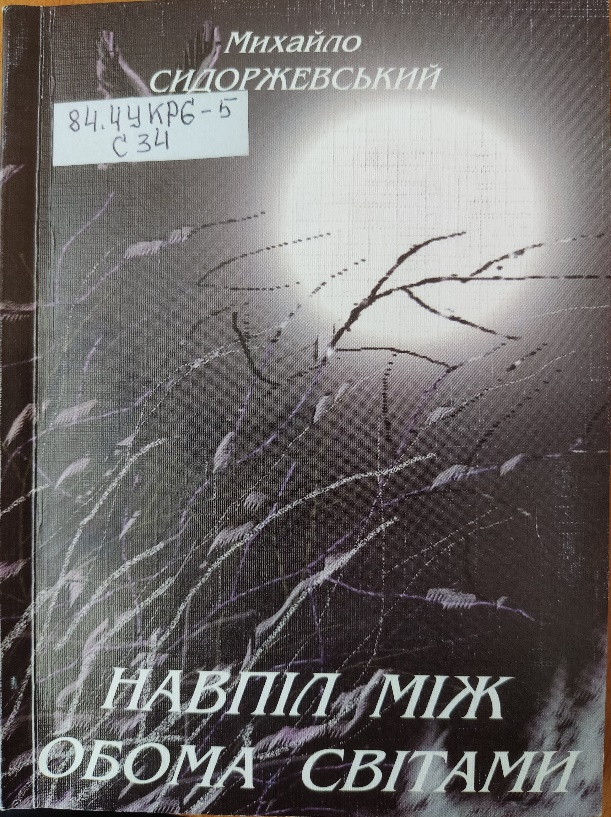 Михайло
СИДОРЖЕВСЬКИЙ
84.4УКР6-5
С34
НАВПІЛ МІЖ
ОБОМА СВІТАМИ